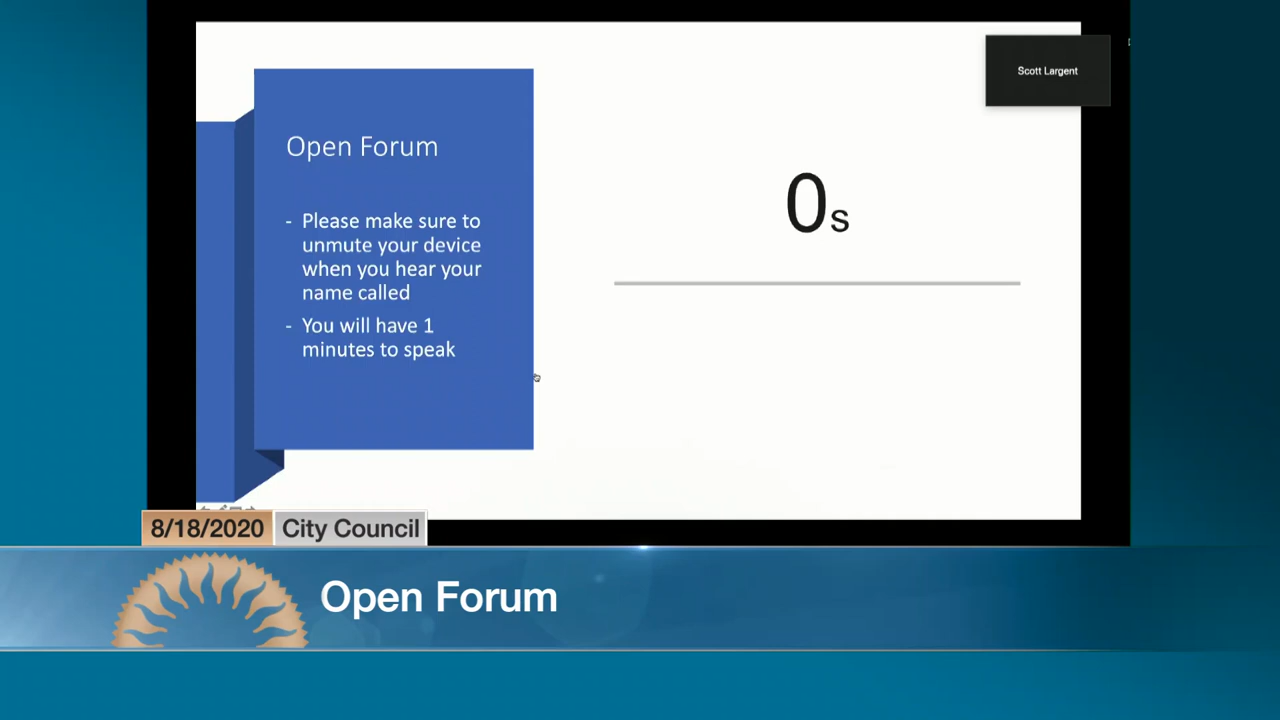 Scott Largent
Open Forum
0s
- Please make sure to
unmute your device
when you hear your
name called
- You will have 1
minutes to speak
8/18/2020 City Council
Open Forum